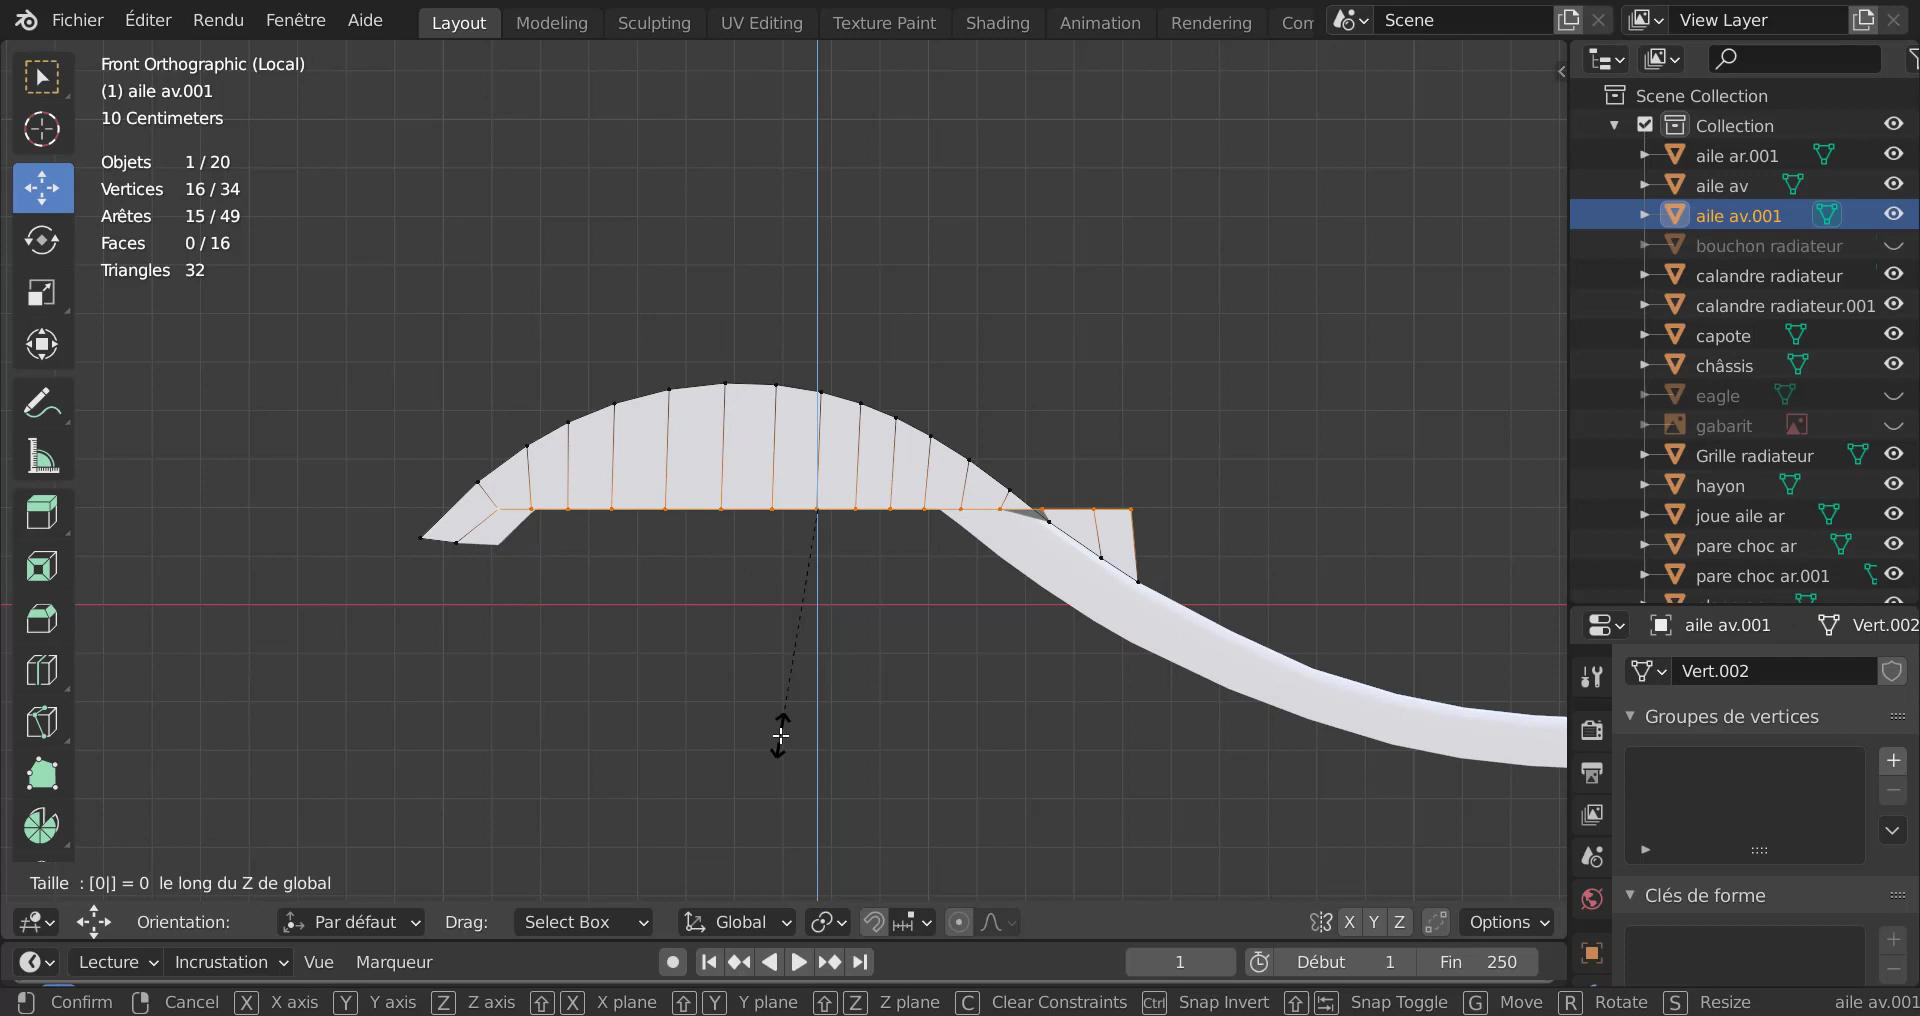 Fichier Éditer Rendu Fenêtre Aide Layout Modeling Sculpting UV Editing Texture Paint Shading Animation Rendering Com Scene View Layer
Front Orthographic (Local)
(1) aile av.001
10 Centimeters
Objets 1 / 20
Vertices 16 / 34
Arêtes 15 / 49
Faces 0 / 16
Triangles 32
Scene Collection
Collection
aile ar.001
aile av
aile av.001
bouchon radiateur
calandre radiateur
calandre radiateur.001
capote
châssis
eagle
gabarit
Grille radiateur
hayon
joue aile ar
pare choc ar
pare choc ar.001
aile av.001 Vert.002
Vert.002
Groupes de vertices
Clés de forme
Taille : [0|] = 0 le long du Z de global
Orientation: Par défaut Drag: Select Box Global X Y Z Options
Lecture Incrustation Vue Marqueur 1 Début 1 Fin 250
Confirm Cancel X X axis Y Y axis Z Z axis X X plane Y Y plane Z Z plane C Clear Constraints Ctrl Snap Invert Snap Toggle G Move R Rotate S Resize aile av.001